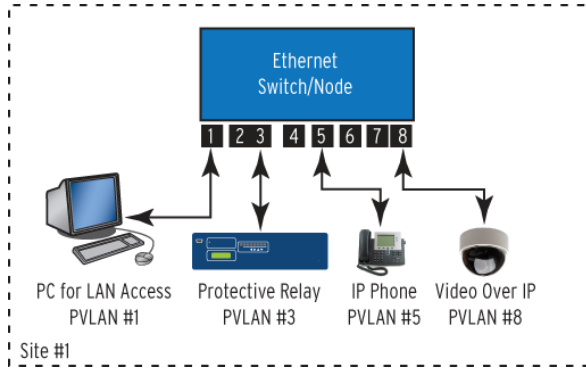 Ethernet
Switch/Node
1 2 3 4 5 6 7 8
PC for LAN Access
PVLAN #1
Protective Relay
PVLAN #3
IP Phone
PVLAN #5
Video Over IP
PVLAN #8
Site #1